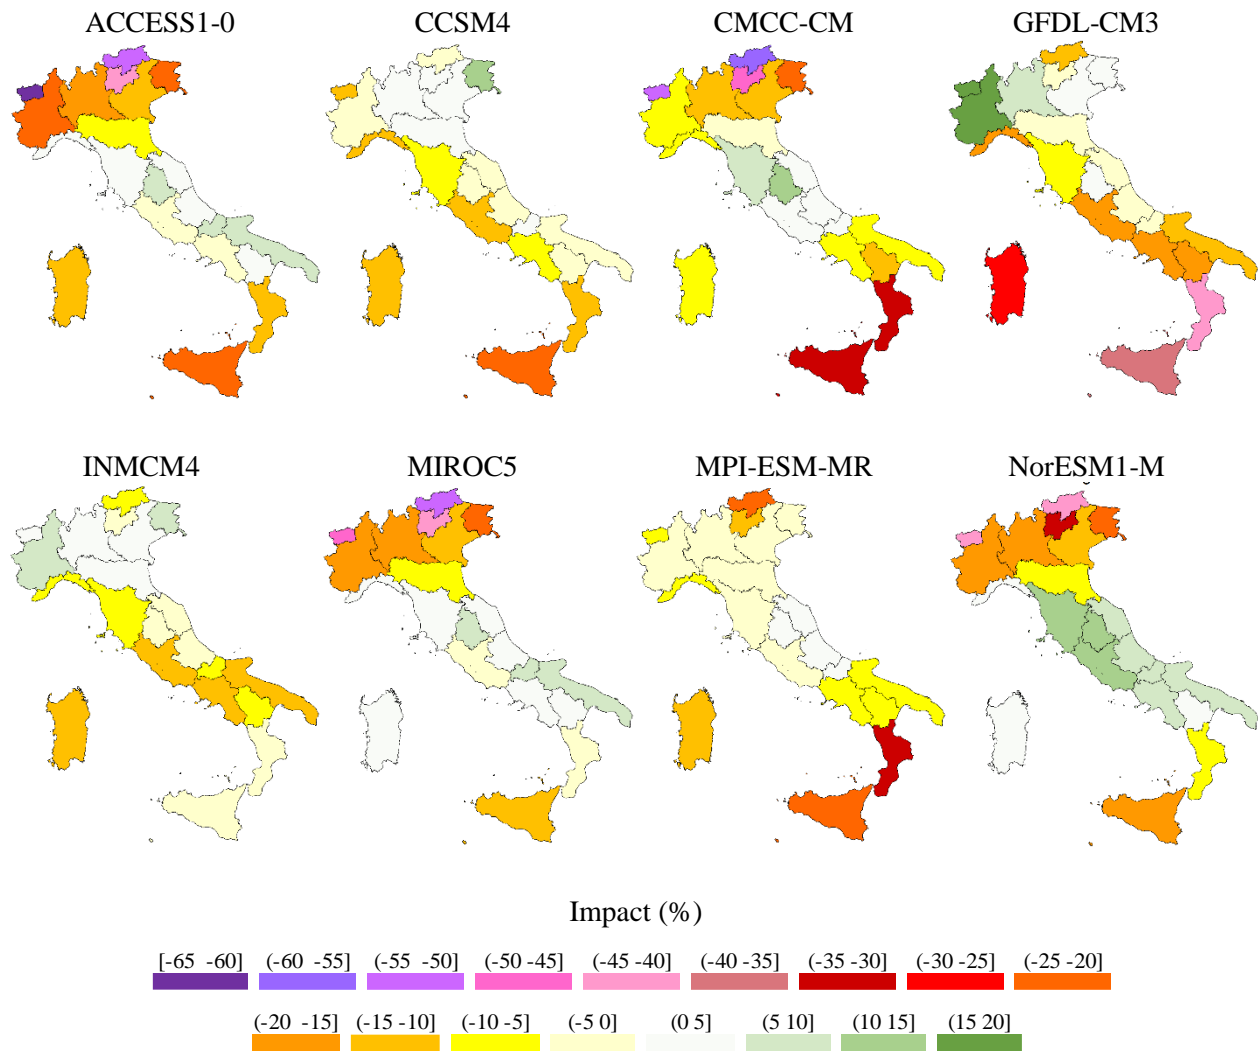 ACCESS1-0 CCSM4 CMCC-CM GFDL-CM3
INMCM4 MIROC5 MPI-ESM-MR NorESM1-M
Impact (%)
[-65 -60] (-60 -55] (-55 -50] (-50 -45] (-45 -40] (-40 -35] (-35 -30] (-30 -25] (-25 -20]
(-20 -15] (-15 -10] (-10 -5] (-5 0] (0 5] (5 10] (10 15] (15 20]